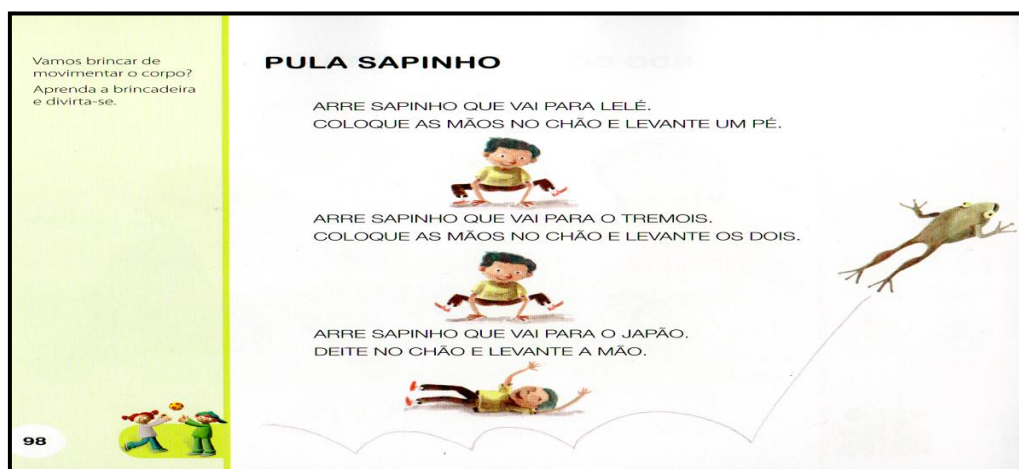 Vamos brincar de
movimentar o corpo?
Aprenda a brincadeira
e divirta-se.
PULA SAPINHO
ARRE SAPINHO QUE VAI PARA LELÉ.
COLOQUE AS MÃOS NO CHÃO E LEVANTE UM PÉ.
ARRE SAPINHO QUE VAI PARA O TREMOIS.
COLOQUE AS MÃOS NO CHÃO E LEVANTE OS DOIS.
ARRE SAPINHO QUE VAI PARA O JAPÃO.
DEITE NO CHÃO E LEVANTE A MÃO.
98